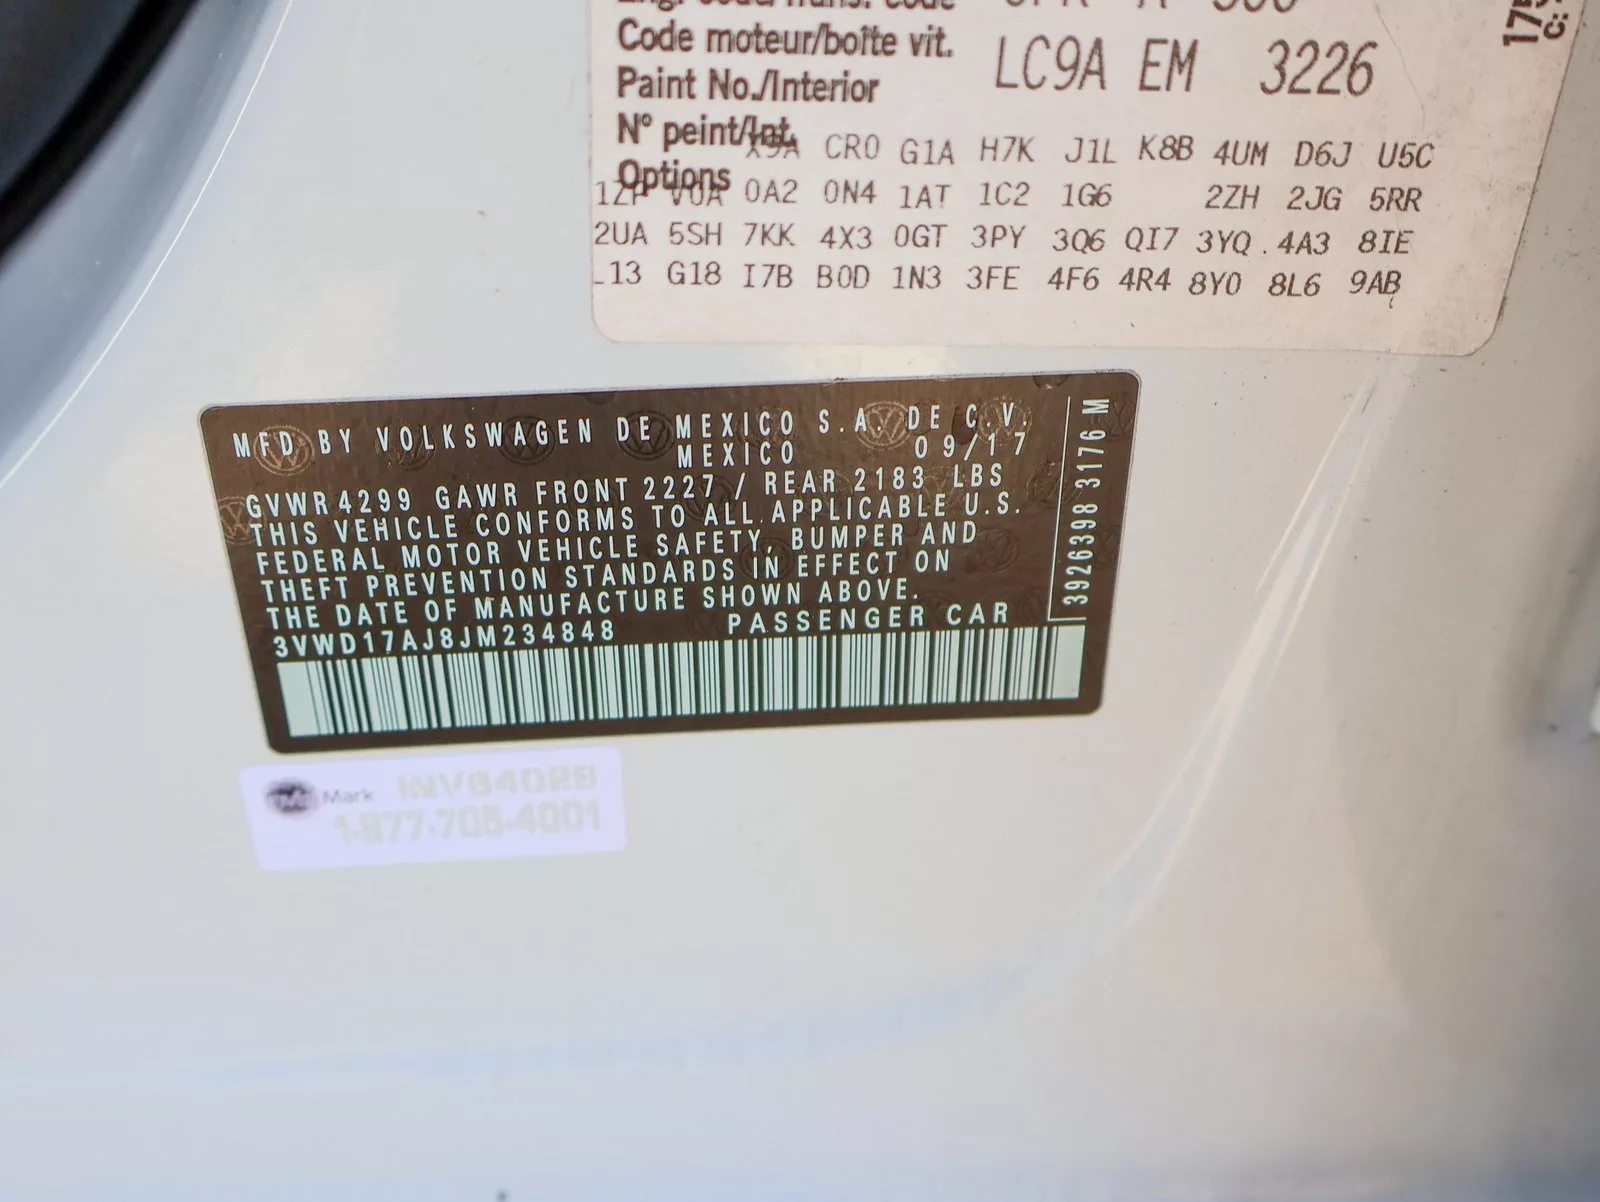 Code moteur/boîte vit.
Paint No./Interior LC9A EM 3226
N° peint/Int.
X9A CR0 G1A H7K J1L K8B 4UM D6J U5C
Options
1ZP V0A 0A2 0N4 1AT 1C2 1G6 2ZH 2JG 5RR
2UA 5SH 7KK 4X3 0GT 3PY 3Q6 QI7 3YQ 4A3 8IE
L13 G18 I7B B0D 1N3 3FE 4F6 4R4 8Y0 8L6 9AB
MFD BY VOLKSWAGEN DE MEXICO S.A. DE C.V.
MEXICO 09/17
GVWR 4299 GAWR FRONT 2227 / REAR 2183 LBS
THIS VEHICLE CONFORMS TO ALL APPLICABLE U.S.
FEDERAL MOTOR VEHICLE SAFETY, BUMPER AND
THEFT PREVENTION STANDARDS IN EFFECT ON
THE DATE OF MANUFACTURE SHOWN ABOVE.
3VWD17AJ8JM234848 PASSENGER CAR
3926398 3176 M
Mark INV64028
1-877-705-4001